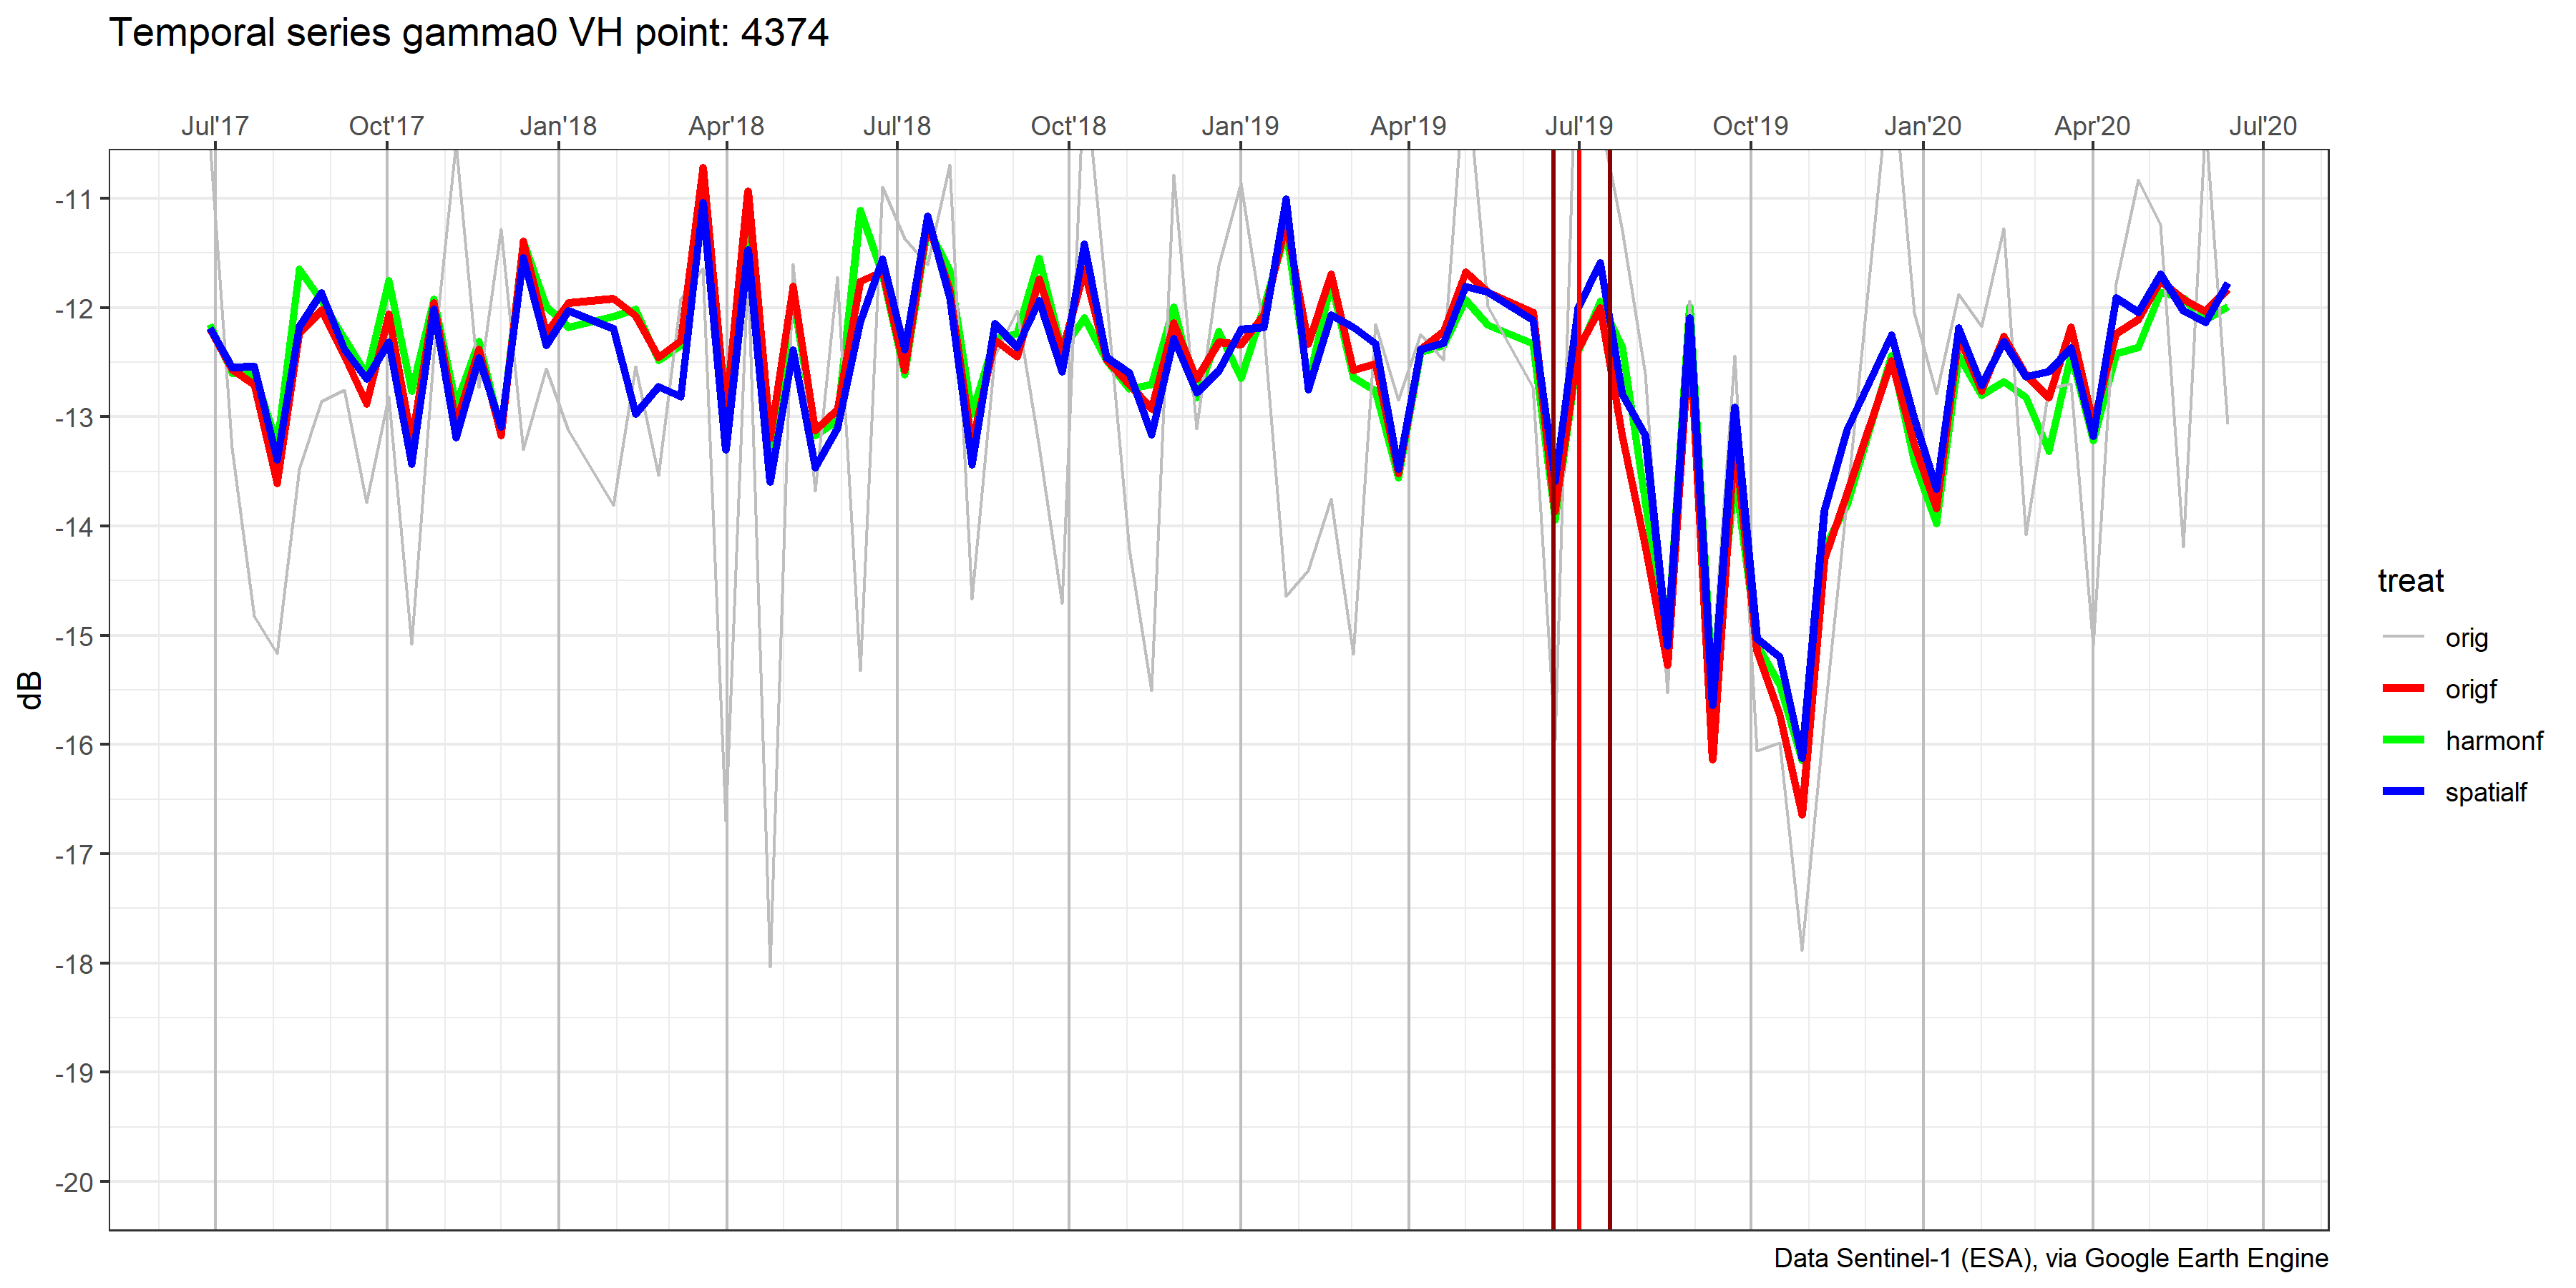 Temporal series gamma0 VH point: 4374
Jul'17 Oct'17 Jan'18 Apr'18 Jul'18 Oct'18 Jan'19 Apr'19 Jul'19 Oct'19 Jan'20 Apr'20 Jul'20
-11
-12
-13
-14
-15
-16
-17
-18
-19
-20
dB
treat
orig
origf
harmonf
spatialf
Data Sentinel-1 (ESA), via Google Earth Engine